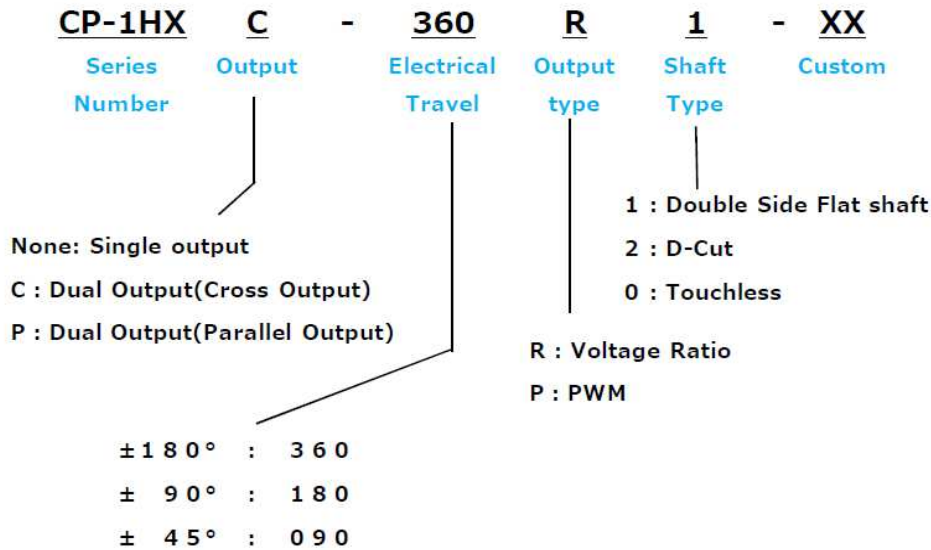 CP-1HX C - 360 R 1 - XX
Series Output Electrical Output Shaft Custom
Number Travel type Type
1 : Double Side Flat shaft
None: Single output
2 : D-Cut
C : Dual Output(Cross Output)
0 : Touchless
P : Dual Output(Parallel Output)
R : Voltage Ratio
P : PWM
±180° : 360
± 90° : 180
± 45° : 090